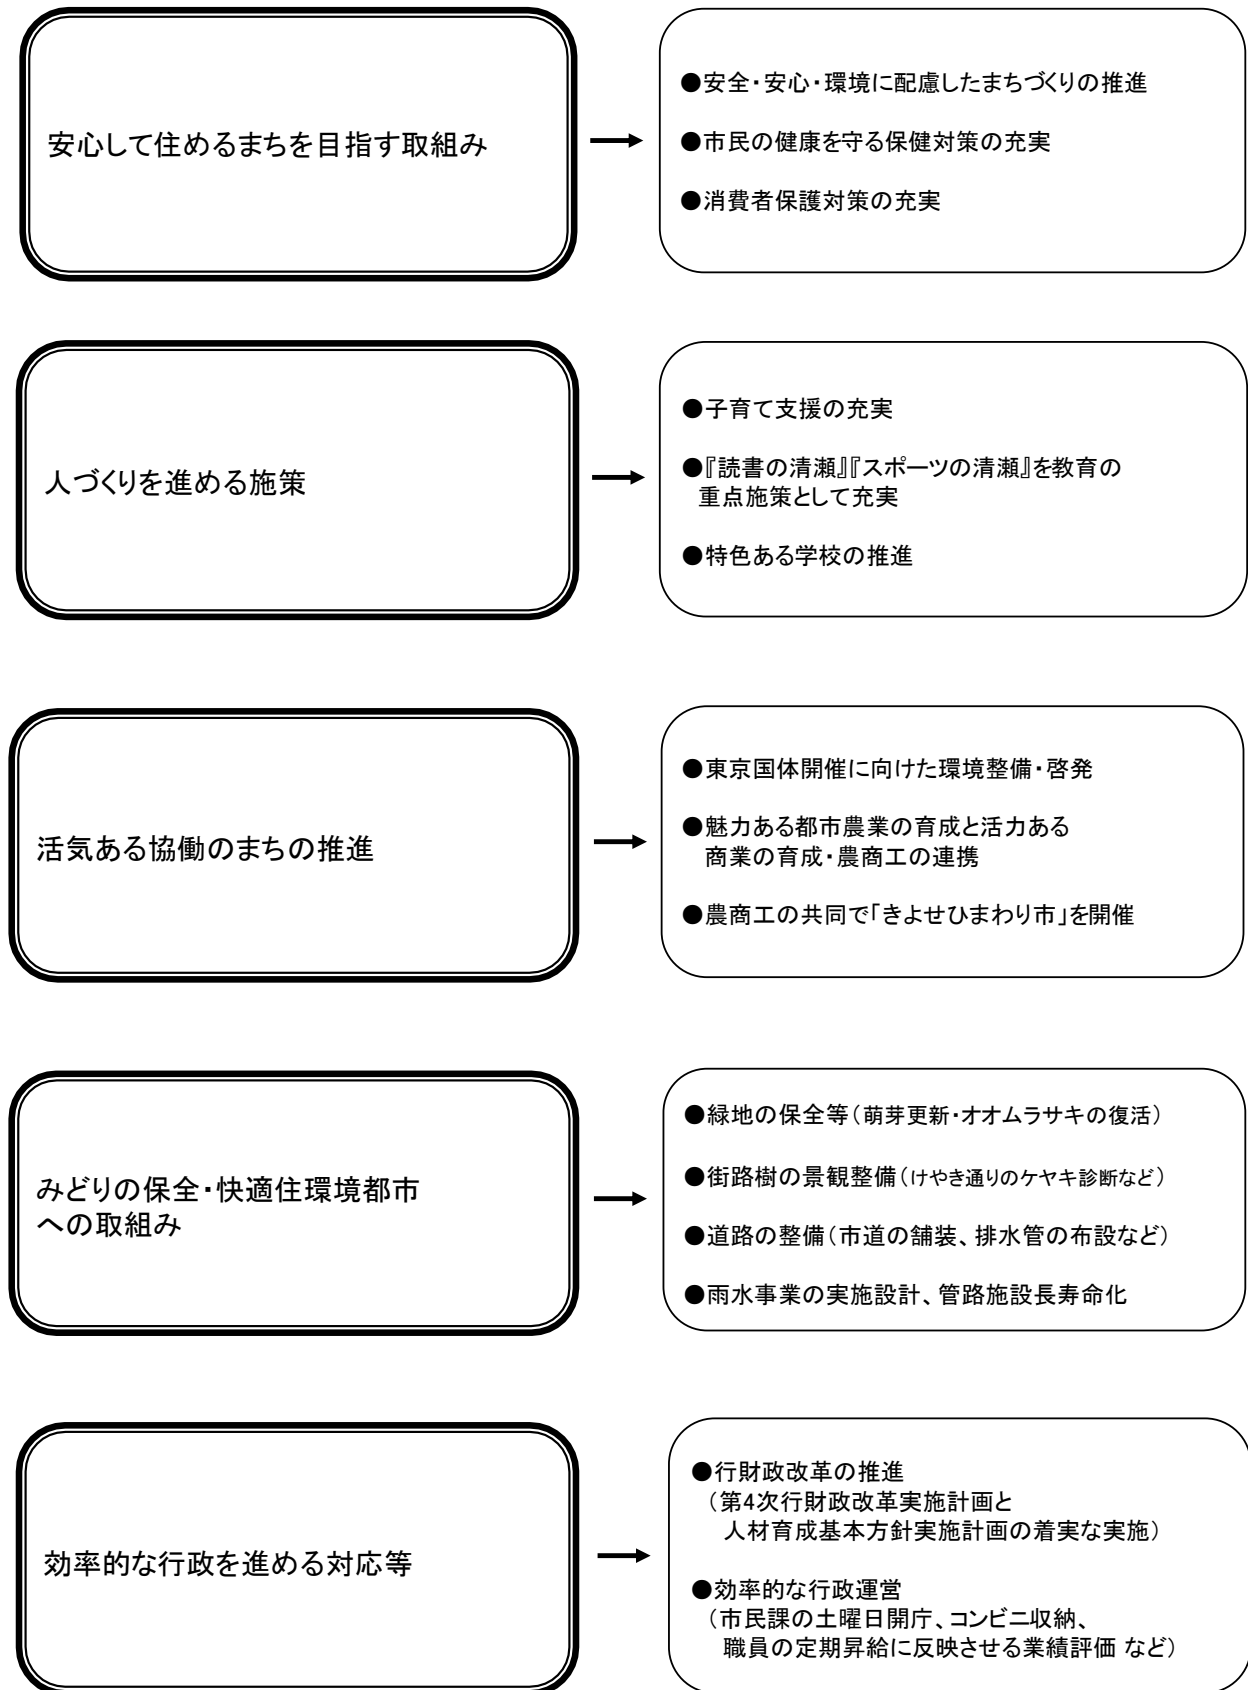 安心して住めるまちを目指す取組み
●安全・安心・環境に配慮したまちづくりの推進
●市民の健康を守る保健対策の充実
●消費者保護対策の充実
人づくりを進める施策
●子育て支援の充実
●『読書の清瀬』『スポーツの清瀬』を教育の
重点施策として充実
●特色ある学校の推進
活気ある協働のまちの推進
●東京国体開催に向けた環境整備・啓発
●魅力ある都市農業の育成と活力ある
商業の育成・農商工の連携
●農商工の共同で「きよせひまわり市」を開催
みどりの保全・快適住環境都市
への取組み
●緑地の保全等（萌芽更新・オオムラサキの復活）
●街路樹の景観整備（けやき通りのケヤキ診断など）
●道路の整備（市道の舗装、排水管の布設など）
●雨水事業の実施設計、管路施設長寿命化
効率的な行政を進める対応等
●行財政改革の推進
（第4次行財政改革実施計画と
人材育成基本方針実施計画の着実な実施）
●効率的な行政運営
（市民課の土曜日開庁、コンビニ収納、
職員の定期昇給に反映させる業績評価 など）